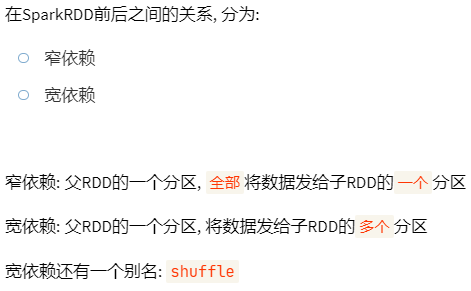 在SparkRDD前后之间的关系, 分为:
窄依赖
宽依赖
窄依赖: 父RDD的一个分区, 全部将数据发给子RDD的一个分区
宽依赖: 父RDD的一个分区, 将数据发给子RDD的多个分区
宽依赖还有一个别名: shuffle